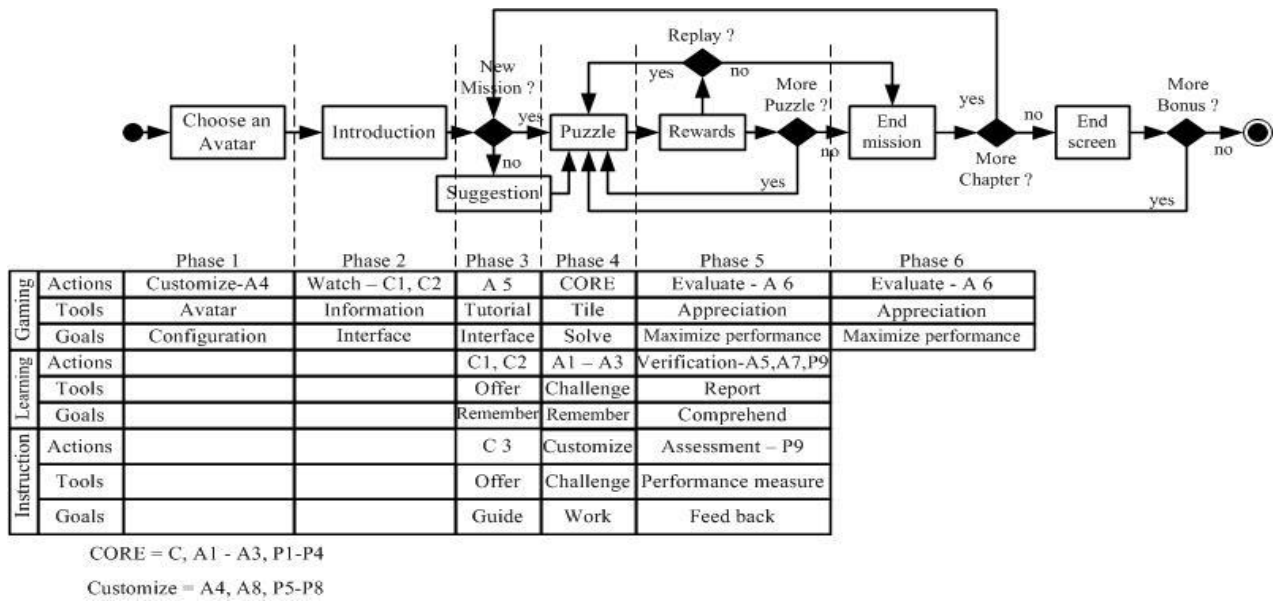 Replay ?
yes
no
New
Mission ?
yes
no
More
Puzzle ?
no
yes
yes
no
More
Chapter ?
More
Bonus ?
no
yes
Choose an
Avatar
Introduction
Puzzle
Rewards
End
mission
End
screen
Suggestion
Phase 1 Phase 2 Phase 3 Phase 4 Phase 5 Phase 6
Gaming
Actions Customize-A4 Watch – C1, C2 A 5 CORE Evaluate - A 6 Evaluate - A 6
Tools Avatar Information Tutorial Tile Appreciation Appreciation
Goals Configuration Interface Interface Solve Maximize performance Maximize performance
Learning
Actions C1, C2 A1 – A3 Verification-A5,A7,P9
Tools Offer Challenge Report
Goals Remember Remember Comprehend
Instruction
Actions C 3 Customize Assessment – P9
Tools Offer Challenge Performance measure
Goals Guide Work Feed back
CORE = C, A1 - A3, P1-P4
Customize = A4, A8, P5-P8